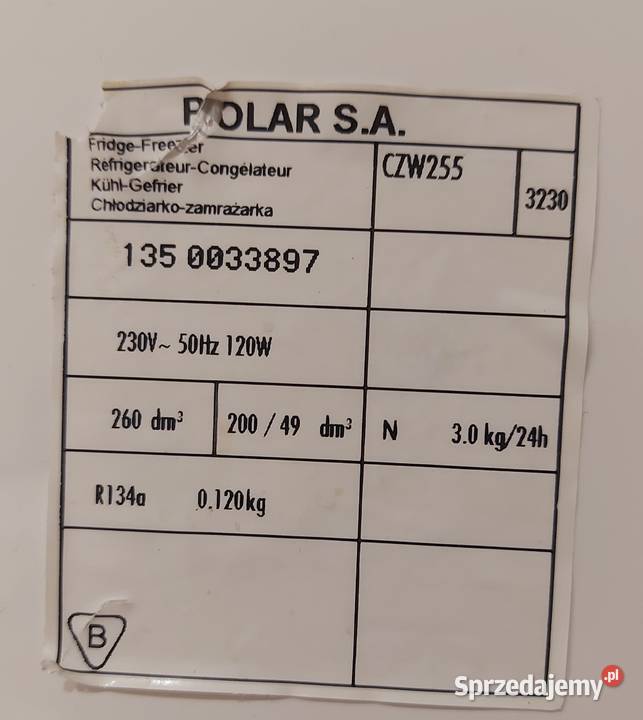 POLAR S.A.
Fridge-Freezer
Réfrigerateur-Congélateur
Kühl-Gefrier
Chłodziarko-zamrażarka
CZW255
3230
135 0033897
230V~ 50Hz 120W
260 dm³
200 / 49 dm³
N 3.0 kg/24h
R134a 0.120kg
B
Sprzedajemy.pl